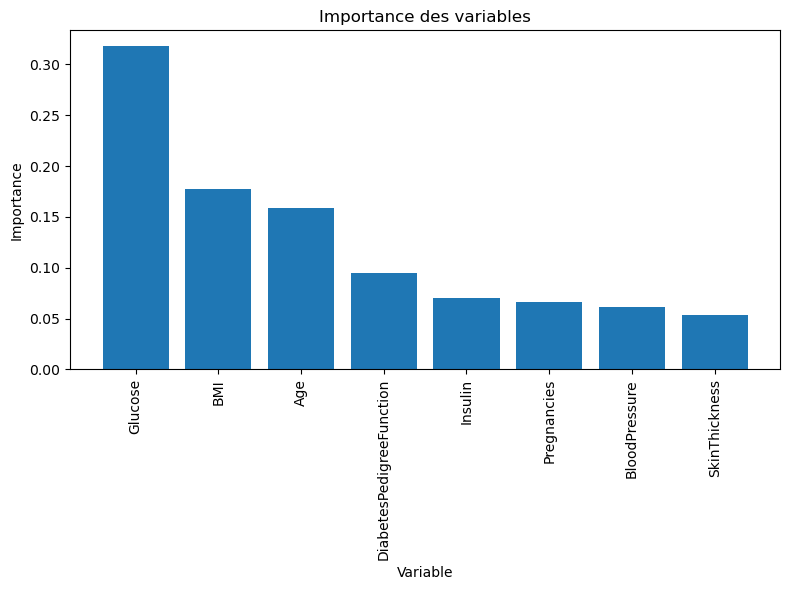 Importance des variables
Importance
0.30
0.25
0.20
0.15
0.10
0.05
0.00
Glucose
BMI
Age
DiabetesPedigreeFunction
Insulin
Pregnancies
BloodPressure
SkinThickness
Variable